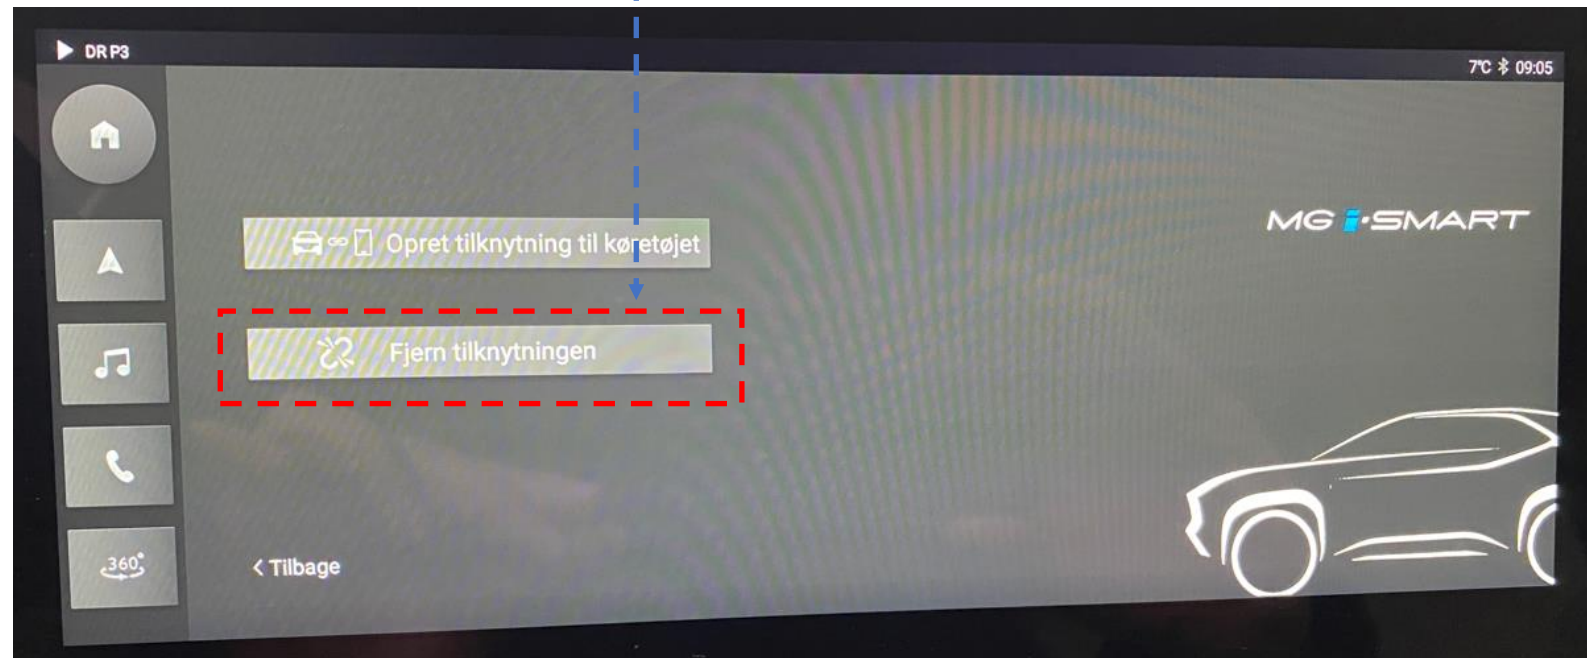 DR P3
7°C 09:05
MG i-SMART
Opret tilknytning til køretøjet
Fjern tilknytningen
360°
< Tilbage